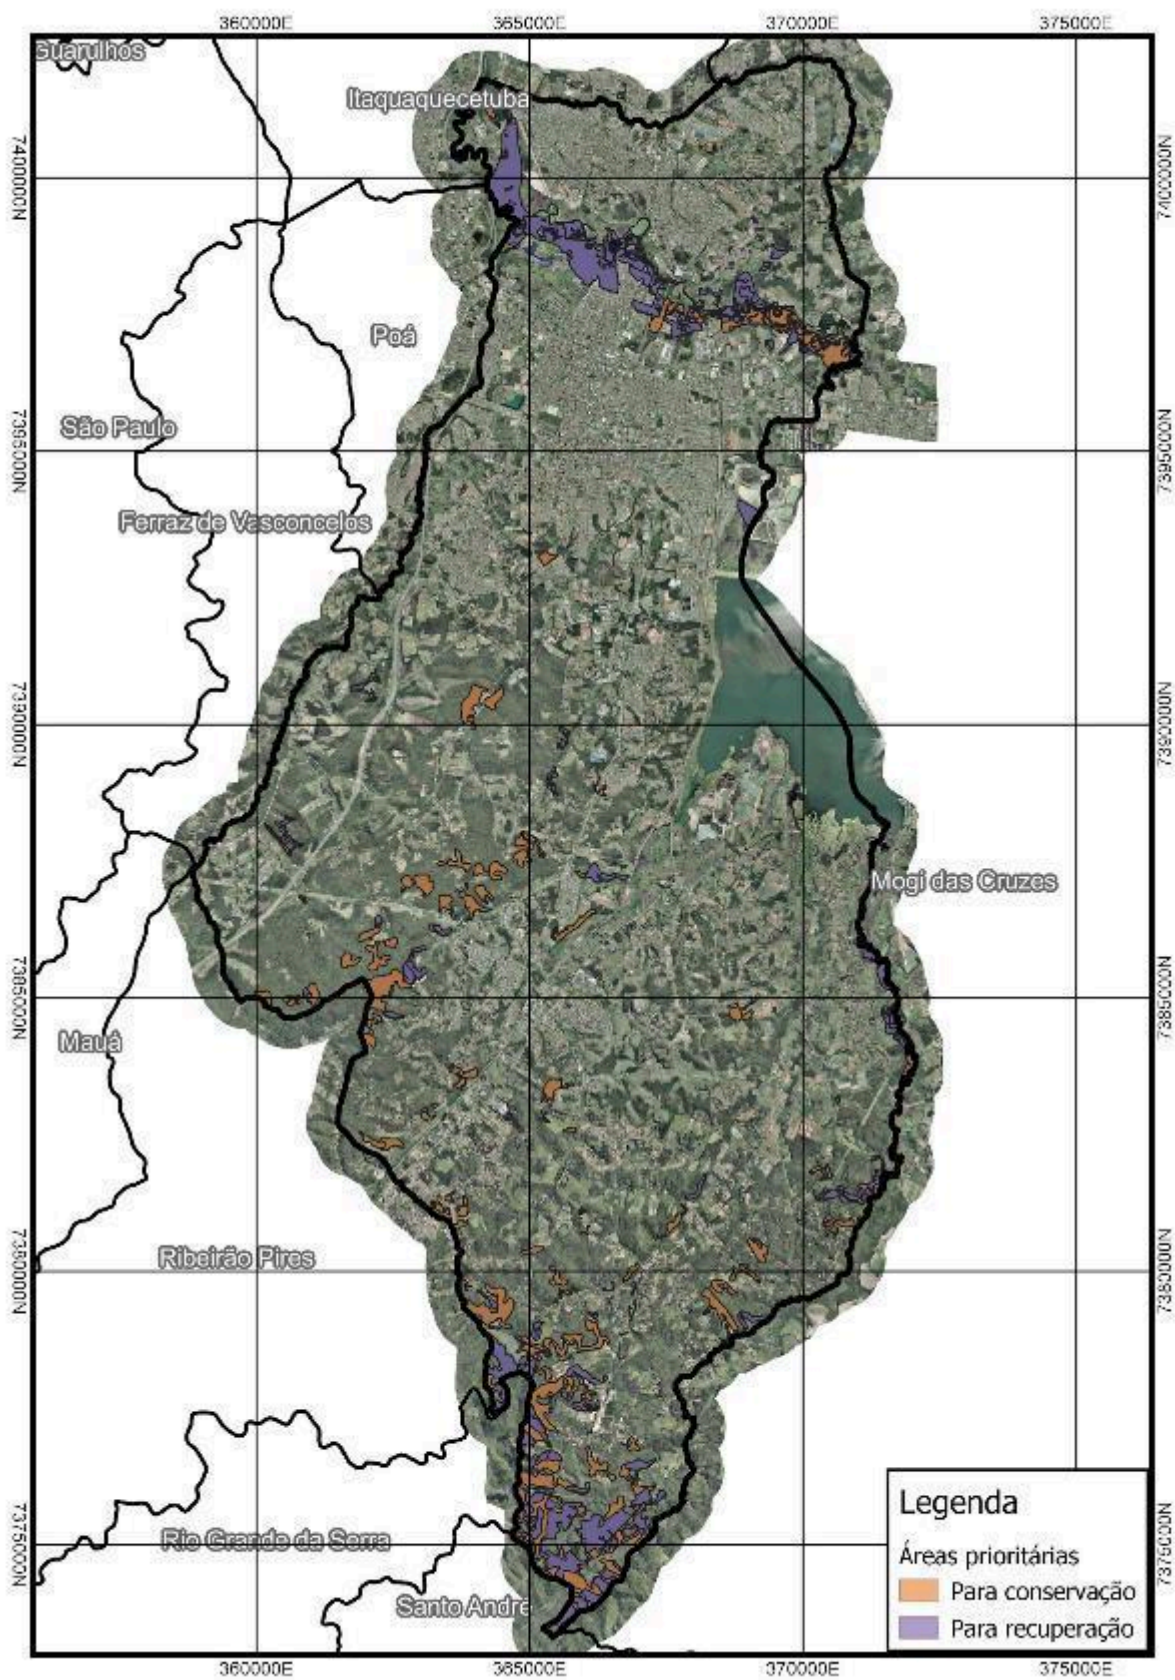 360000E 365000E 370000E 375000E
Guarulhos
Itaquaquecetuba
7400000N 7400000N
Poá
São Paulo
7395000N 7395000N
Ferraz de Vasconcelos
7390000N 7390000N
Mogi das Cruzes
7385000N 7385000N
Mauá
Ribeirão Pires
7380000N 7380000N
Legenda
Rio Grande da Serra
7375000N 7375000N
Áreas prioritárias
Para conservação
Santo André
Para recuperação
360000E 365000E 370000E 375000E